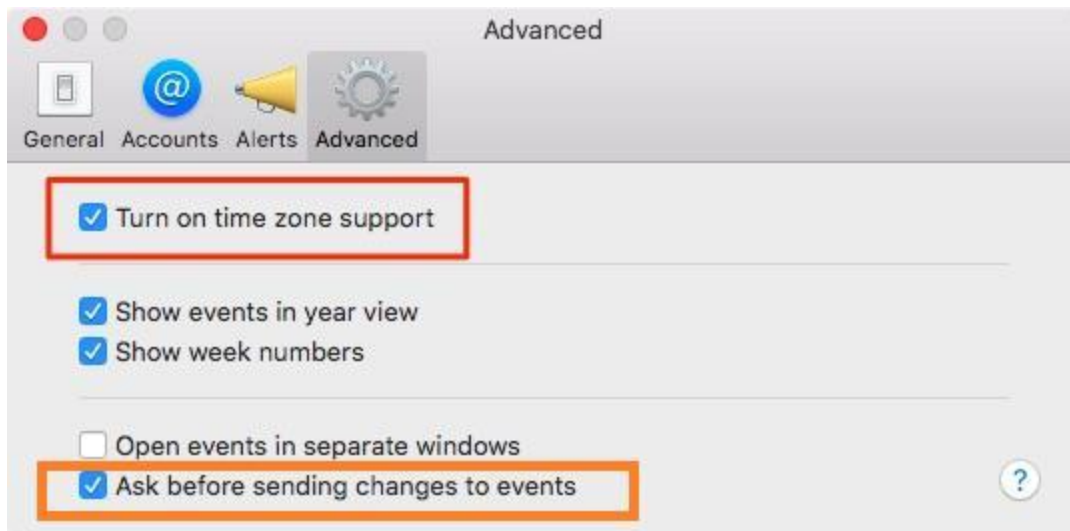 Advanced
@
General Accounts Alerts Advanced
Turn on time zone support
Show events in year view
Show week numbers
Open events in separate windows
Ask before sending changes to events
?